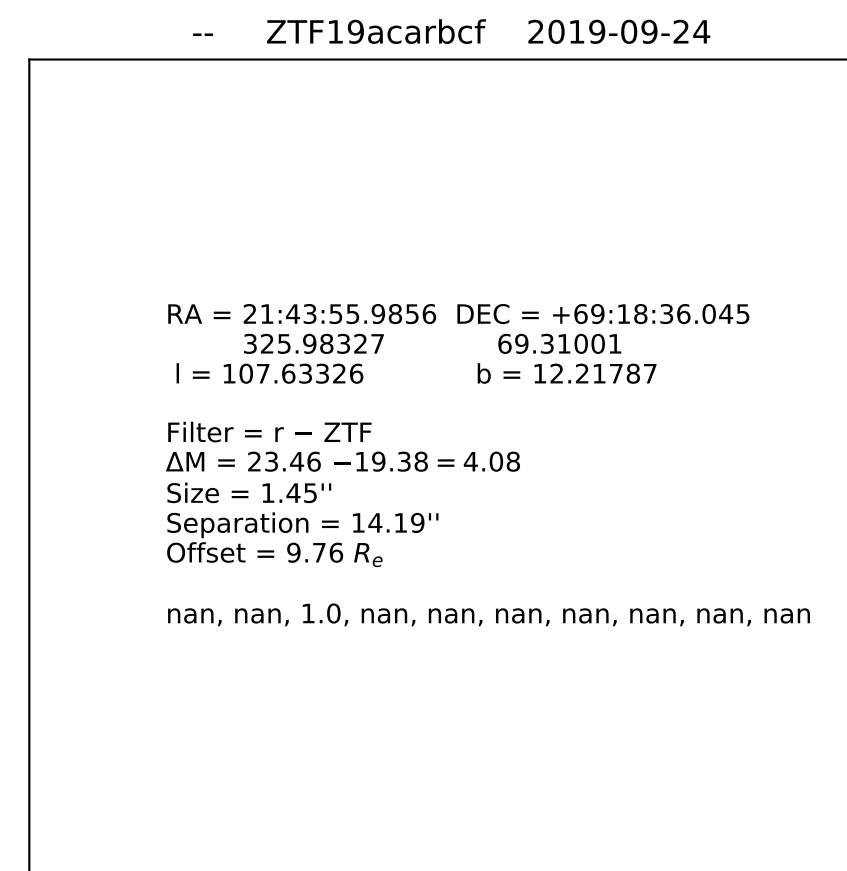 -- ZTF19acarbcf 2019-09-24
RA = 21:43:55.9856 DEC = +69:18:36.045
325.98327 69.31001
l = 107.63326 b = 12.21787
Filter = r − ZTF
ΔM = 23.46 −19.38 = 4.08
Size = 1.45''
Separation = 14.19''
Offset = 9.76 Rₑ
nan, nan, 1.0, nan, nan, nan, nan, nan, nan, nan